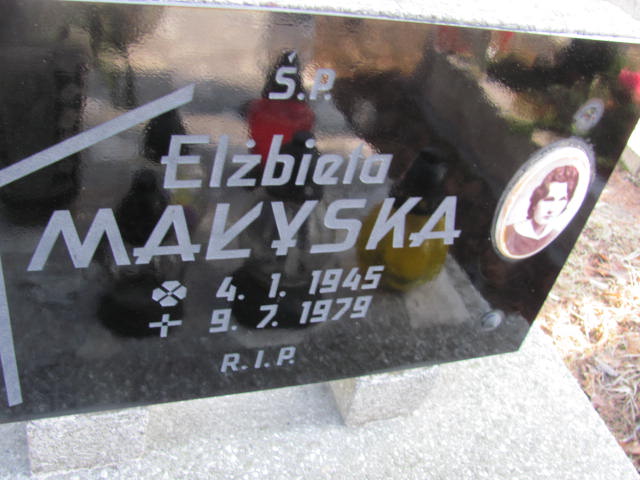 Ś.P.
Elżbieta
MAŁYSKA
4. 1. 1945
9. 7. 1979
R.I.P.